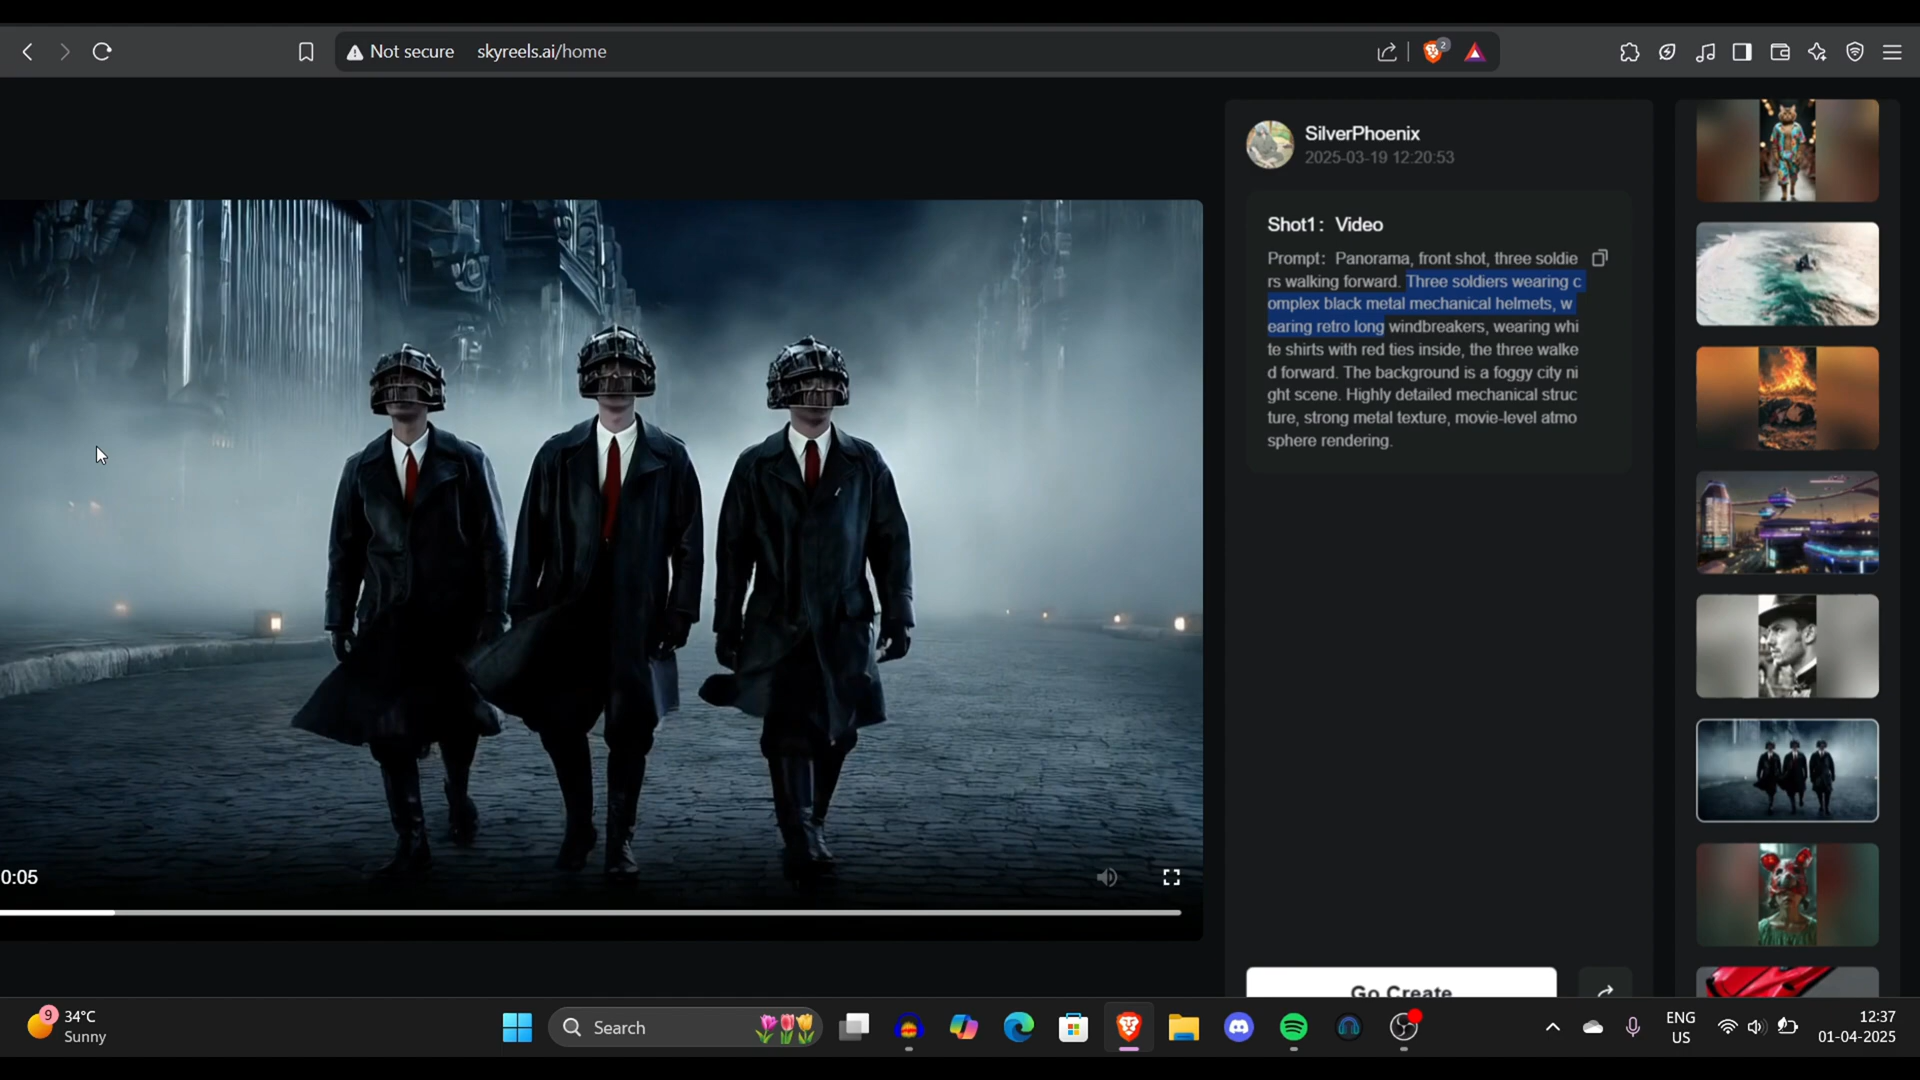 Not secure
skyreels.ai/home
2
SilverPhoenix
2025-03-19 12:20:53
Shot1: Video
Prompt: Panorama, front shot, three soldie
rs walking forward. Three soldiers wearing c
omplex black metal mechanical helmets, w
earing retro long windbreakers, wearing whi
te shirts with red ties inside, the three walke
d forward. The background is a foggy city ni
ght scene. Highly detailed mechanical struc
ture, strong metal texture, movie-level atmo
sphere rendering.
0:05
Go Create
9
34°C
Sunny
Search
ENG
US
12:37
01-04-2025